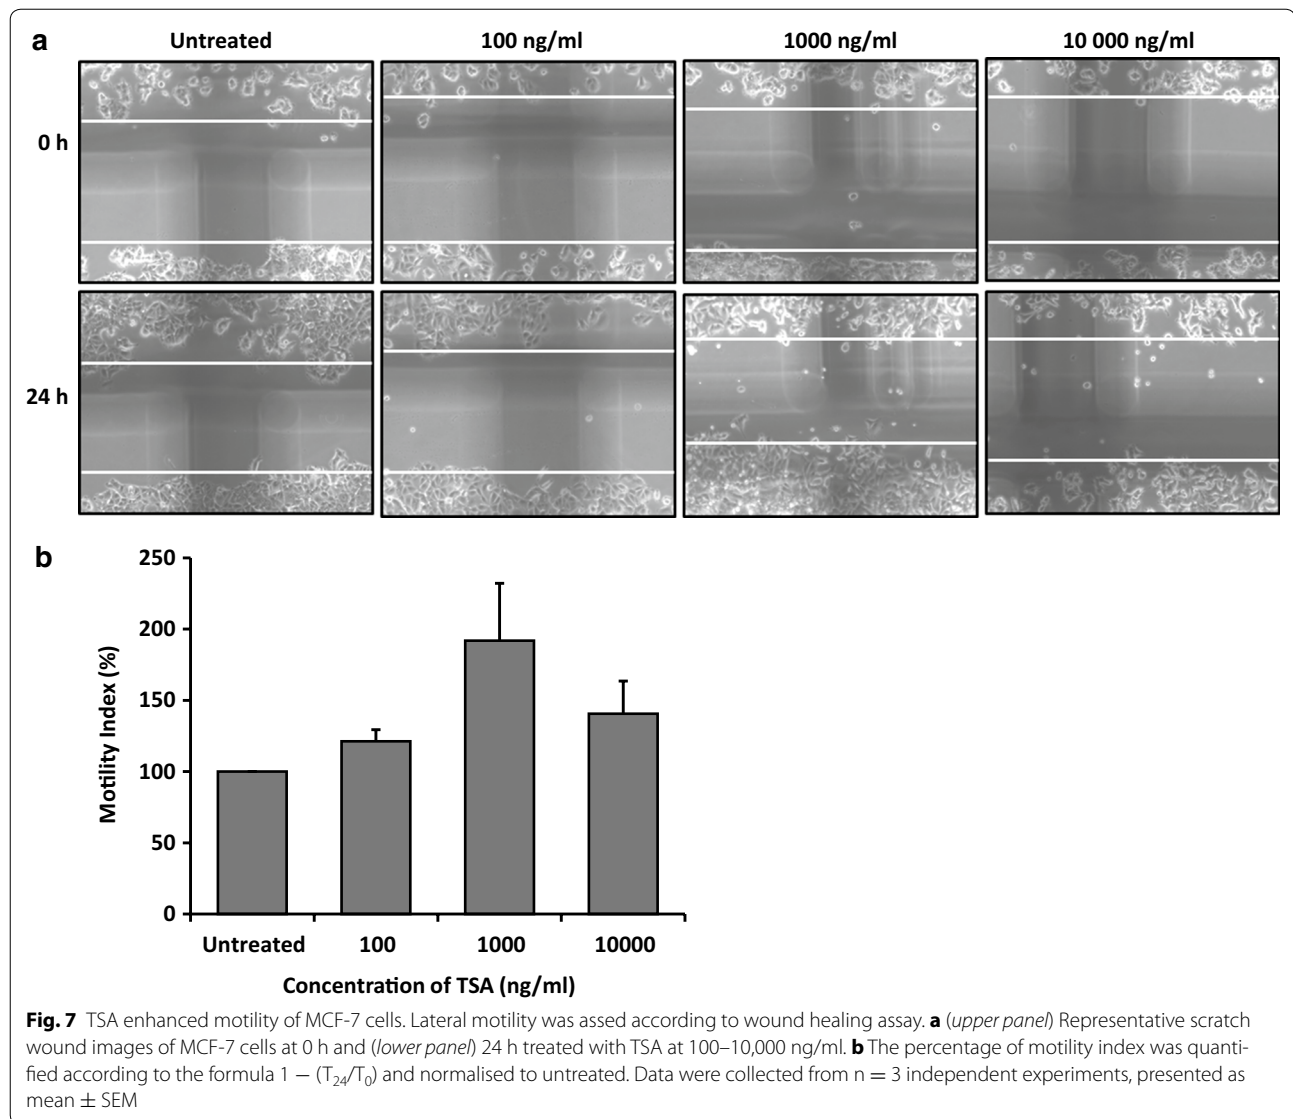 a
Untreated 100 ng/ml 1000 ng/ml 10 000 ng/ml
0 h
24 h
b
250
200
150
100
50
0
Motility Index (%)
Untreated 100 1000 10000
Concentration of TSA (ng/ml)
Fig. 7 TSA enhanced motility of MCF-7 cells. Lateral motility was assed according to wound healing assay. a (upper panel) Representative scratch
wound images of MCF-7 cells at 0 h and (lower panel) 24 h treated with TSA at 100–10,000 ng/ml. b The percentage of motility index was quanti-
fied according to the formula 1 − (T₂₄/T₀) and normalised to untreated. Data were collected from n = 3 independent experiments, presented as
mean ± SEM